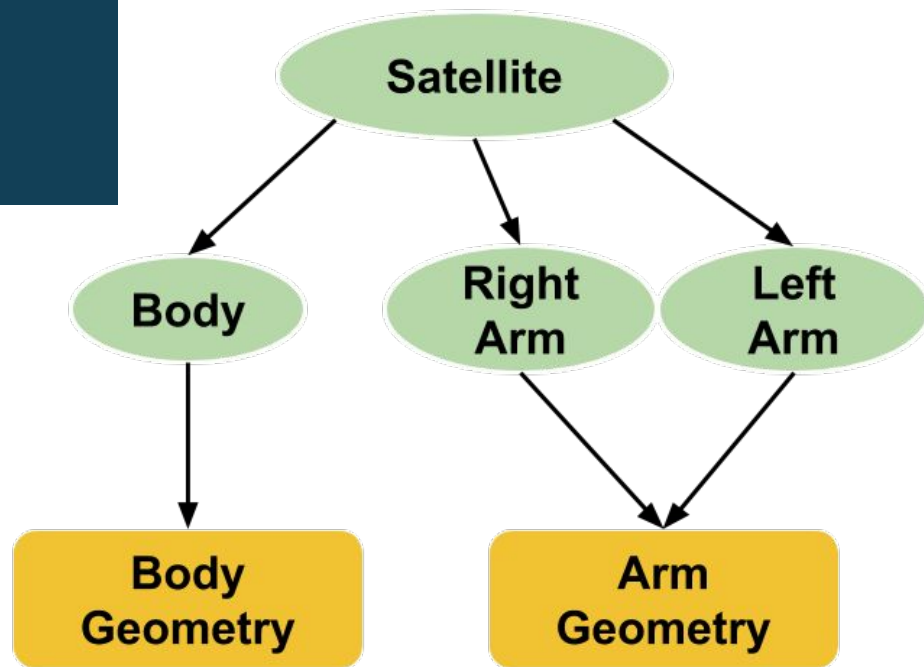 Satellite
Body
Right
Arm
Left
Arm
Body
Geometry
Arm
Geometry